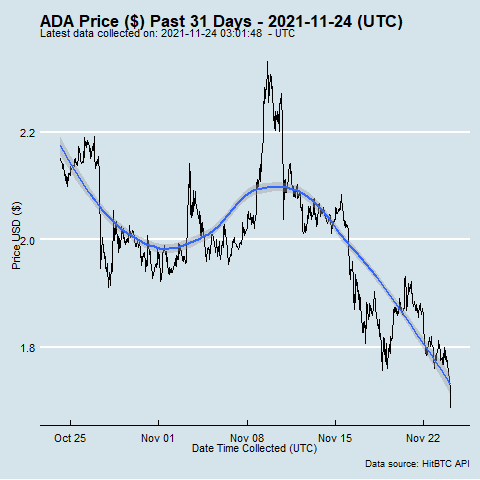 ADA Price ($) Past 31 Days - 2021-11-24 (UTC)
Latest data collected on: 2021-11-24 03:01:48 - UTC
Price USD ($)
2.2
2.0
1.8
Oct 25 Nov 01 Nov 08 Nov 15 Nov 22
Date Time Collected (UTC)
Data source: HitBTC API